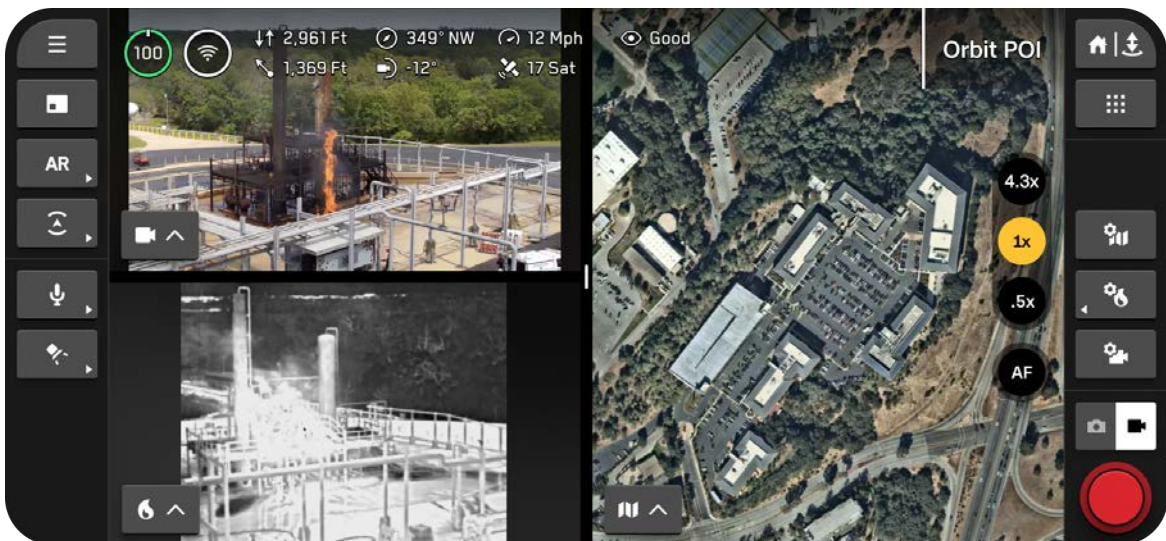 100
2,961 Ft
349° NW
12 Mph
1,369 Ft
-12°
17 Sat
Good
Orbit POI
AR
4.3x
1x
.5x
AF